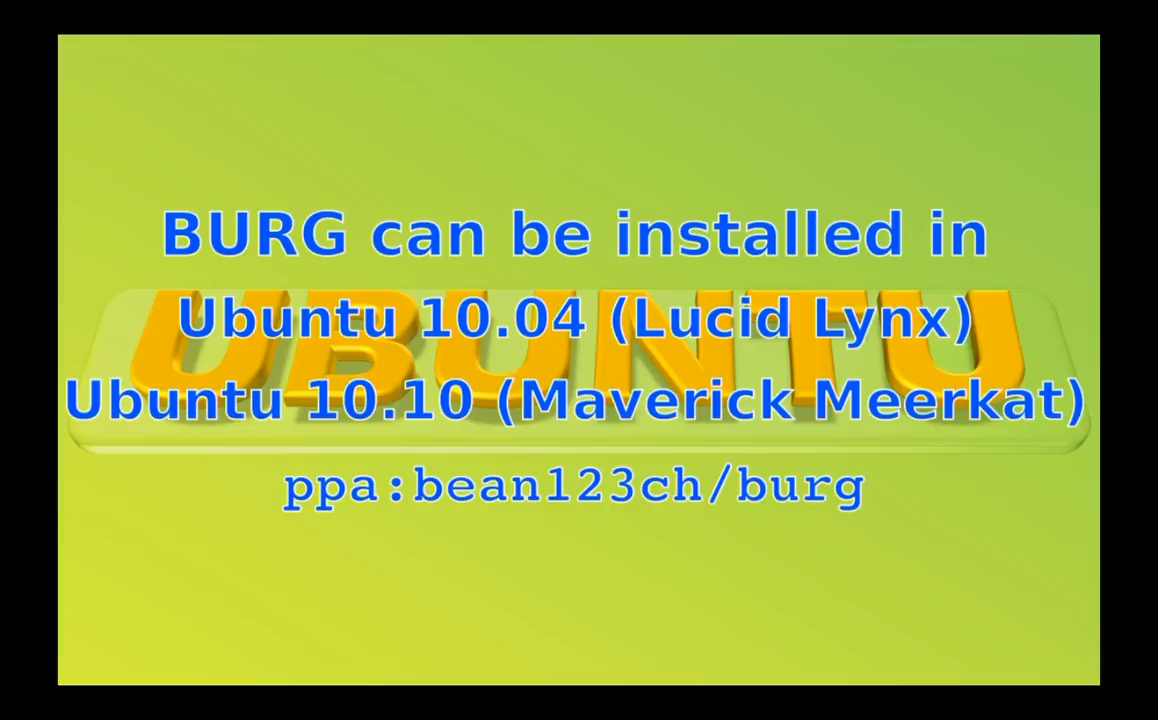 BURG can be installed in
UBUNTU
Ubuntu 10.04 (Lucid Lynx)
Ubuntu 10.10 (Maverick Meerkat)
ppa:bean123ch/burg